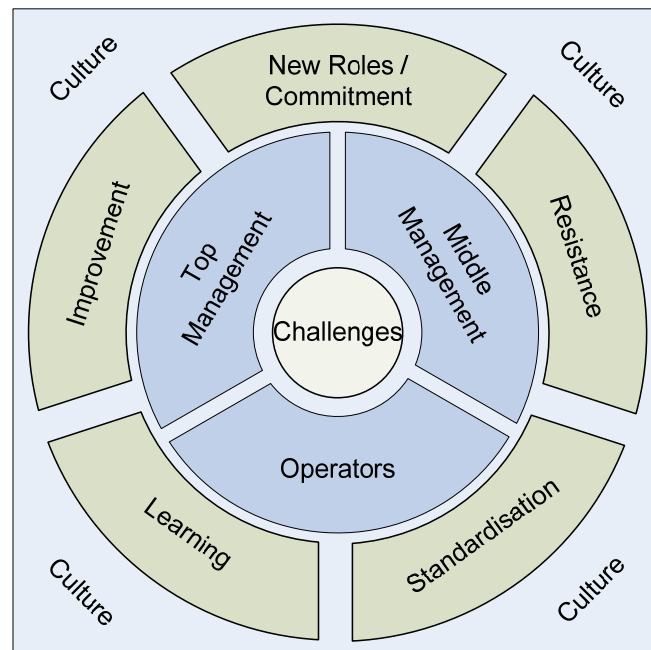 Culture
Culture
New Roles /
Commitment
Improvement
Resistance
Top
Management
Middle
Management
Challenges
Operators
Learning
Standardisation
Culture
Culture